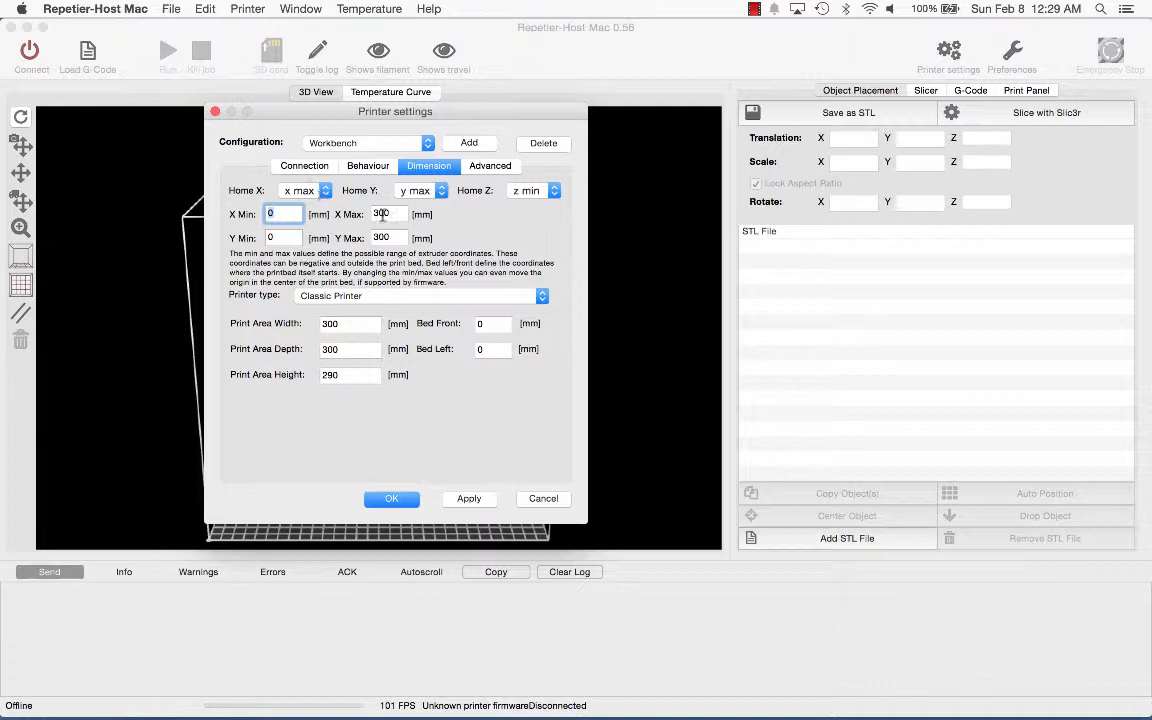 Repetier-Host Mac File Edit Printer Window Temperature Help 100% Sun Feb 8 12:29 AM
Repetier-Host Mac 0.56
Connect Load G-Code Run Kill job SD card Toggle log Shows filament Shows travel Printer settings Preferences Emergency Stop
3D View Temperature Curve
Object Placement Slicer G-Code Print Panel
Printer settings
Save as STL Slice with Slic3r
Configuration: Workbench Add Delete
Translation: X Y Z
Connection Behaviour Dimension Advanced
Scale: X Y Z
Lock Aspect Ratio
Home X: x max Home Y: y max Home Z: z min
Rotate: X Y Z
X Min: 0 [mm] X Max: 300 [mm]
Y Min: 0 [mm] Y Max: 300 [mm]
STL File
The min and max values define the possible range of extruder coordinates. These
coordinates can be negative and outside the print bed. Bed left/front define the coordinates
where the printbed itself starts. By changing the min/max values you can even move the
origin in the center of the print bed, if supported by firmware.
Printer type: Classic Printer
Print Area Width: 300 [mm] Bed Front: 0 [mm]
Print Area Depth: 300 [mm] Bed Left: 0 [mm]
Print Area Height: 290 [mm]
OK Apply Cancel
Copy Object(s) Auto Position
Center Object Drop Object
Add STL File Remove STL File
Send Info Warnings Errors ACK Autoscroll Copy Clear Log
Offline 101 FPS Unknown printer firmwareDisconnected